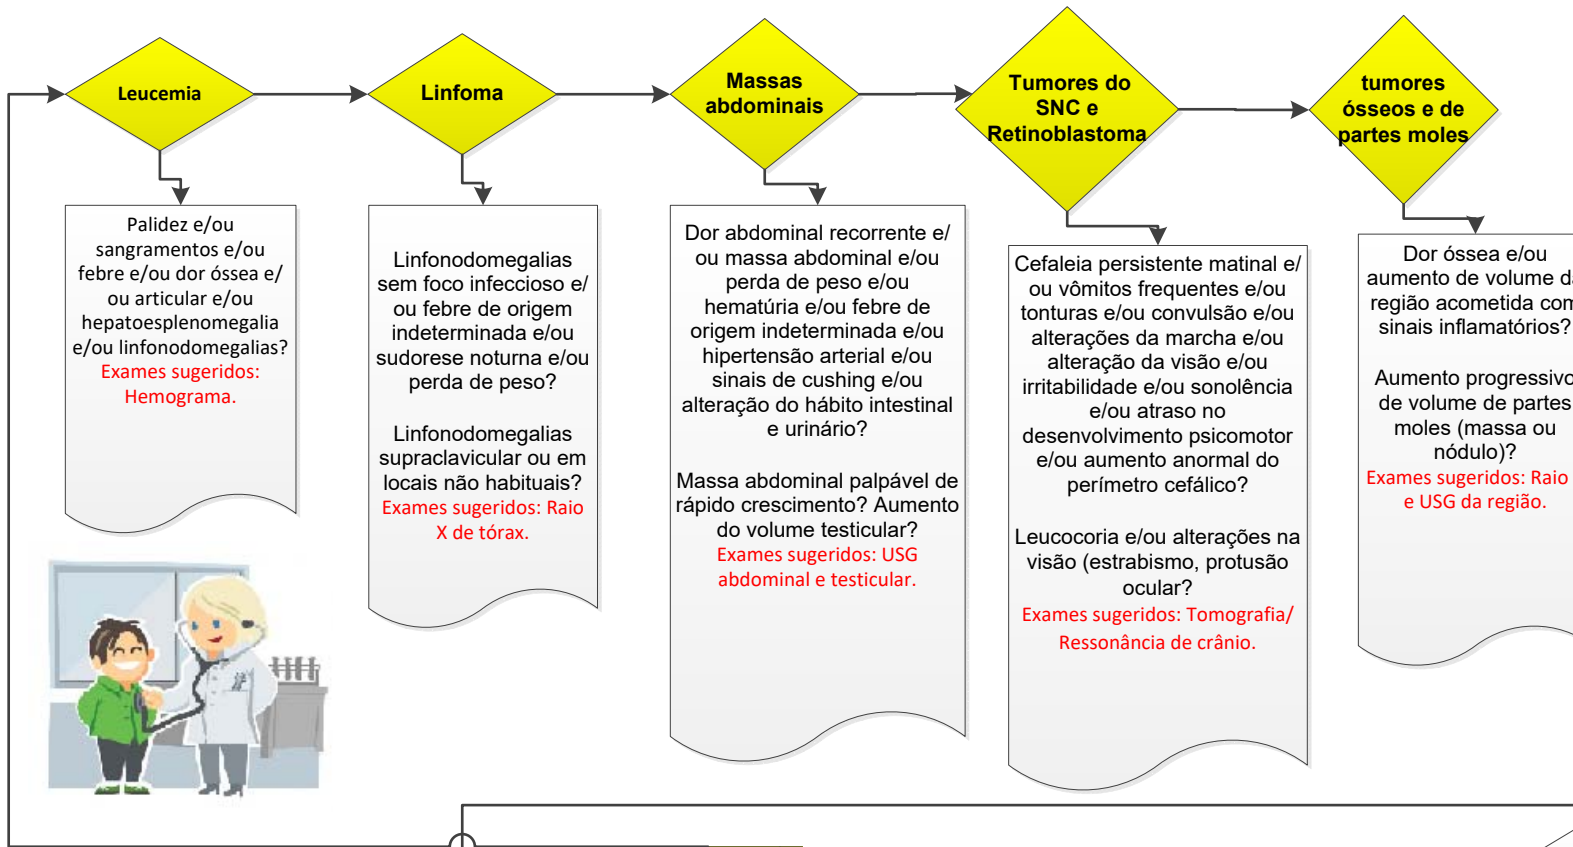 Leucemia
Linfoma
Massas
abdominais
Tumores do
SNC e
Retinoblastoma
tumores
ósseos e de
partes moles
Palidez e/ou
sangramentos e/ou
febre e/ou dor óssea e/
ou articular e/ou
hepatoesplenomegalia
e/ou linfonodomegalias?
Exames sugeridos:
Hemograma.
Linfonodomegalias
sem foco infeccioso e/
ou febre de origem
indeterminada e/ou
sudorese noturna e/ou
perda de peso?
Linfonodomegalias
supraclavicular ou em
locais não habituais?
Exames sugeridos: Raio
X de tórax.
Dor abdominal recorrente e/
ou massa abdominal e/ou
perda de peso e/ou
hematúria e/ou febre de
origem indeterminada e/ou
hipertensão arterial e/ou
sinais de cushing e/ou
alteração do hábito intestinal
e urinário?
Massa abdominal palpável de
rápido crescimento? Aumento
do volume testicular?
Exames sugeridos: USG
abdominal e testicular.
Cefaleia persistente matinal e/
ou vômitos frequentes e/ou
tonturas e/ou convulsão e/ou
alterações da marcha e/ou
alteração da visão e/ou
irritabilidade e/ou sonolência
e/ou atraso no
desenvolvimento psicomotor
e/ou aumento anormal do
perímetro cefálico?
Leucocoria e/ou alterações na
visão (estrabismo, protusão
ocular?
Exames sugeridos: Tomografia/
Ressonância de crânio.
Dor óssea e/ou
aumento de volume
região acometida com
sinais inflamatórios?
Aumento progressivo
de volume de partes
moles (massa ou
nódulo)?
Exames sugeridos: Raio
e USG da região.